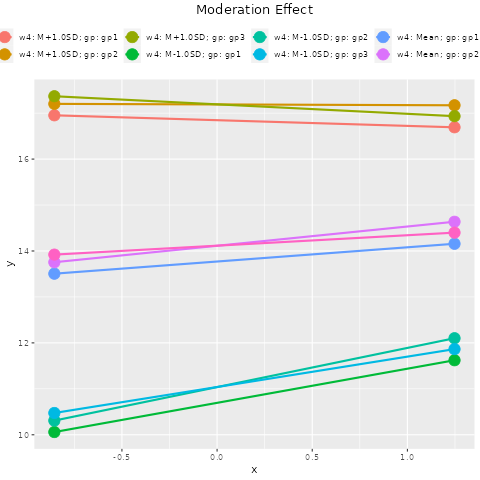 Moderation Effect
w4: M+1.0SD; gp: gp1 w4: M+1.0SD; gp: gp3 w4: M-1.0SD; gp: gp2 w4: Mean; gp: gp1
w4: M+1.0SD; gp: gp2 w4: M-1.0SD; gp: gp1 w4: M-1.0SD; gp: gp3 w4: Mean; gp: gp2
16
14
y
12
10
-0.5 0.0 0.5 1.0
x